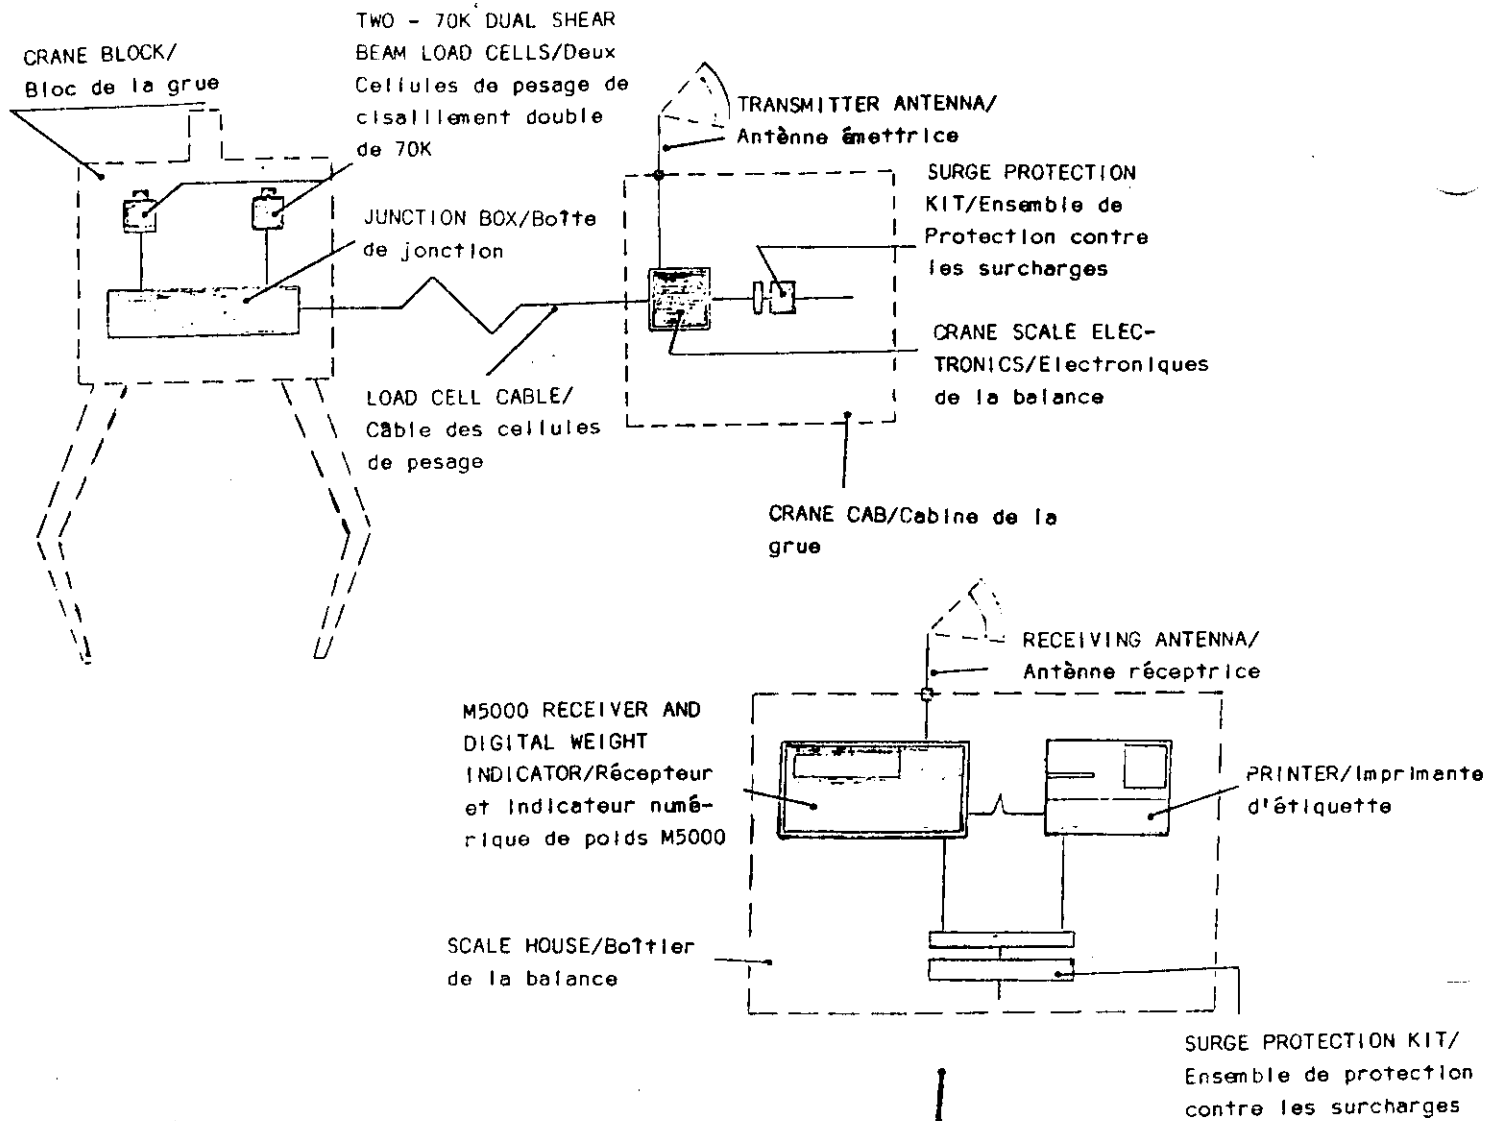 CRANE BLOCK/
Bloc de la grue
TWO - 70K DUAL SHEAR
BEAM LOAD CELLS/Deux
Cellules de pesage de
cisaillement double
de 70K
JUNCTION BOX/Boîte
de jonction
LOAD CELL CABLE/
Câble des cellules
de pesage
TRANSMITTER ANTENNA/
Antènne émettrice
SURGE PROTECTION
KIT/Ensemble de
Protection contre
les surcharges
CRANE SCALE ELEC-
TRONICS/Electroniques
de la balance
CRANE CAB/Cabine de la
grue
RECEIVING ANTENNA/
Antènne réceptrice
M5000 RECEIVER AND
DIGITAL WEIGHT
INDICATOR/Récepteur
et indicateur numé-
rique de poids M5000
PRINTER/Imprimante
d'étiquette
SCALE HOUSE/Boîtier
de la balance
SURGE PROTECTION KIT/
Ensemble de protection
contre les surcharges